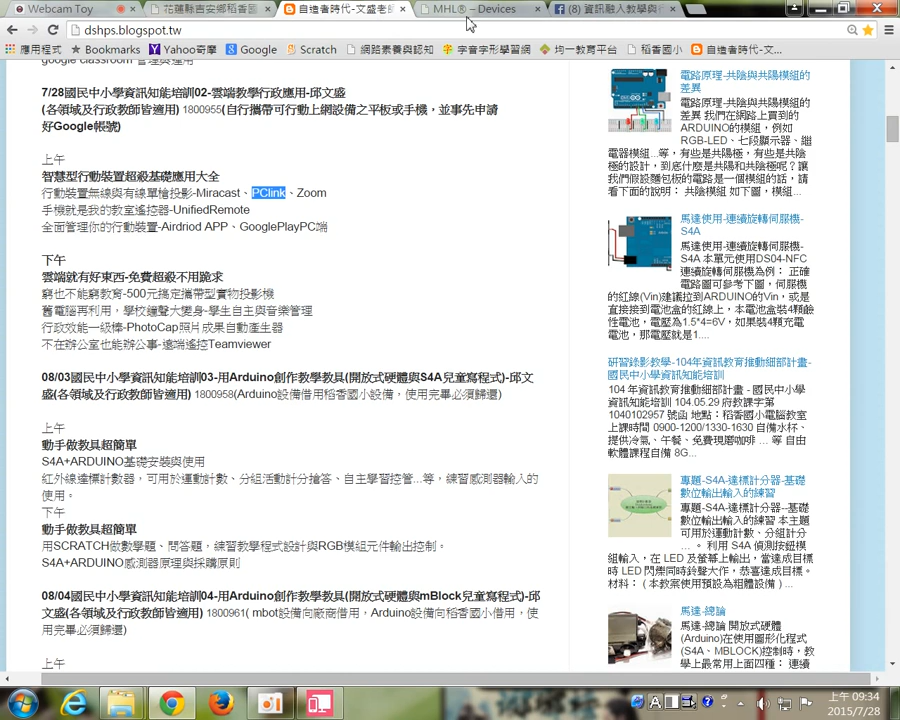 Webcam Toy
花蓮縣吉安鄉稻香國
自造者時代-文盛老師
MHL® – Devices
(8) 資訊融入教學與行
dshps.blogspot.tw
應用程式
Bookmarks
Yahoo奇摩
Google
Scratch
網路素養與認知
字音字形學習網
均一教育平台
稻香國小
自造者時代-文...
google classroom 管理與運用
7/28國民中小學資訊知能培訓02-雲端教學行政應用-邱文盛
(各領域及行政教師皆適用) 1800955(自行攜帶可行動上網設備之平板或手機，並事先申請
好Google帳號)
上午
智慧型行動裝置超級基礎應用大全
行動裝置無線與有線單槍投影-Miracast、PClink、Zoom
手機就是我的教室遙控器-UnifiedRemote
全面管理你的行動裝置-Airdriod APP、GooglePlayPC端
下午
雲端就有好東西-免費超級不用跪求
窮也不能窮教育-500元搞定攜帶型實物投影機
舊電腦再利用，學校鐘聲大變身-學生自主與音樂管理
行政效能一級棒-PhotoCap照片成果自動產生器
不在辦公室也能辦公事-遠端遙控Teamviewer
08/03國民中小學資訊知能培訓03-用Arduino創作教學教具(開放式硬體與S4A兒童寫程式)-邱文
盛(各領域及行政教師皆適用) 1800958(Arduino設備借用稻香國小設備，使用完畢必須歸還)
上午
動手做教具超簡單
S4A+ARDUINO基礎安裝與使用
紅外線達標計數器，可用於運動計數、分組活動計分搶答、自主學習控管...等，練習感測器輸入的
使用。
下午
動手做教具超簡單
用SCRATCH做數學題、問答題，練習教學程式設計與RGB模組元件輸出控制。
S4A+ARDUINO感測器原理與採購原則
08/04國民中小學資訊知能培訓04-用Arduino創作教學教具(開放式硬體與mBlock兒童寫程式)-邱
文盛(各領域及行政教師皆適用) 1800961( mbot設備向廠商借用，Arduino設備向稻香國小借用，使
用完畢必須歸還)
上午
電路原理-共陰與共陽模組的
差異
電路原理-共陰與共陽模組的
差異 我們在網路上買到的
ARDUINO的模組，例如
RGB-LED、七段顯示器、繼
電器模組...等，有些是共陽極，有些是共陰
極的設計，到底什麼是共陽和共陰極呢？讓
我們假設麵包板的電路是一個模組的話，請
看下面的說明： 共陰模組 如下圖，模組...
馬達使用-連續旋轉伺服機-
S4A
馬達使用-連續旋轉伺服機-
S4A 本單元使用DS04-NFC
連續旋轉伺服機為例： 正確
電路圖可參考下圖，伺服機
的紅線(Vin)建議拉到ARDUINO的Vin，或是
直接接到電池盒的紅線上，本電池盒裝4顆鹼
性電池，電壓為1.5*4=6V，如果裝4顆充電
電池，那電壓就是1....
研習錄影教學-104年資訊教育推動細部計畫-
國民中小學資訊知能培訓
104 年資訊教育推動細部計畫 - 國民中小學
資訊知能培訓 104.05.29 府教課字第
1040102957 號函 地點：稻香國小電腦教室
上課時間 0900-1200/1330-1630 自備水杯、
提供冷氣、午餐、免費現磨咖啡 ... 等 自由
軟體課程自備 8G...
專題-S4A-達標計分器-基礎
數位輸出輸入的練習
專題-S4A-達標計分器--基礎
數位輸出輸入的練習 本主題
可用於運動計數、分組計分
... 。 利用 S4A 偵測按鈕模
組輸入，在 LED 及螢幕上輸出，當達成目標
時 LED 閃爍同時鈴聲大作，恭喜達成目標。
材料： ( 本教案使用預設為粗體設備 ) ...
馬達-總論
馬達-總論 開放式硬體
(Arduino)在使用圖形化程式
(S4A、MBLOCK)控制時，教
學上最常用上面四種： 連續
上午 09:34
2015/7/28